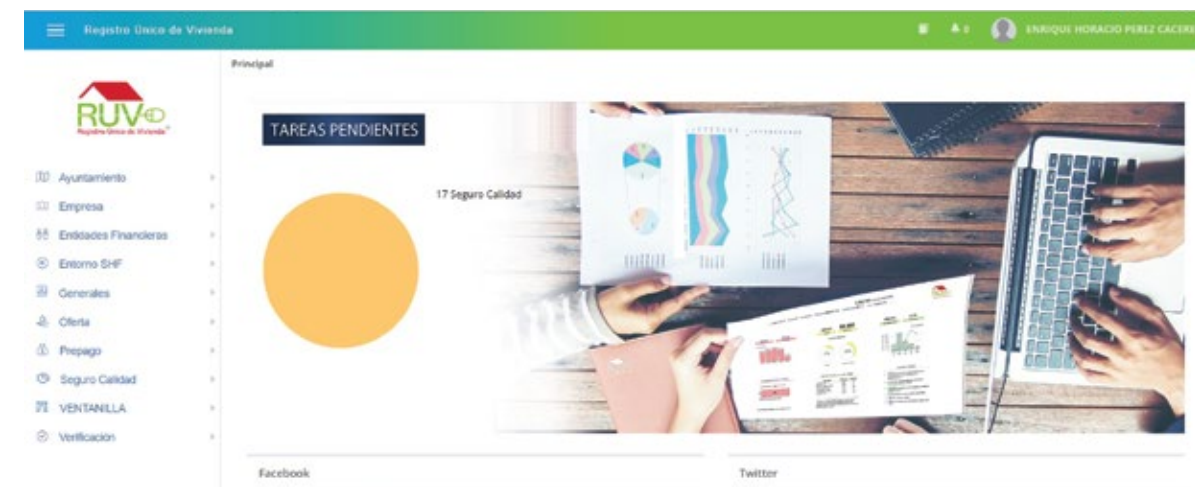 Registro Único de Vivienda
0
ENRIQUE HORACIO PEREZ CACERE
RUV
Registro Único de Vivienda
Principal
TAREAS PENDIENTES
17 Seguro Calidad
Ayuntamiento
Empresa
Entidades Financieras
Entorno SHF
Generales
Oferta
Prepago
Seguro Calidad
VENTANILLA
Verificación
Facebook
Twitter